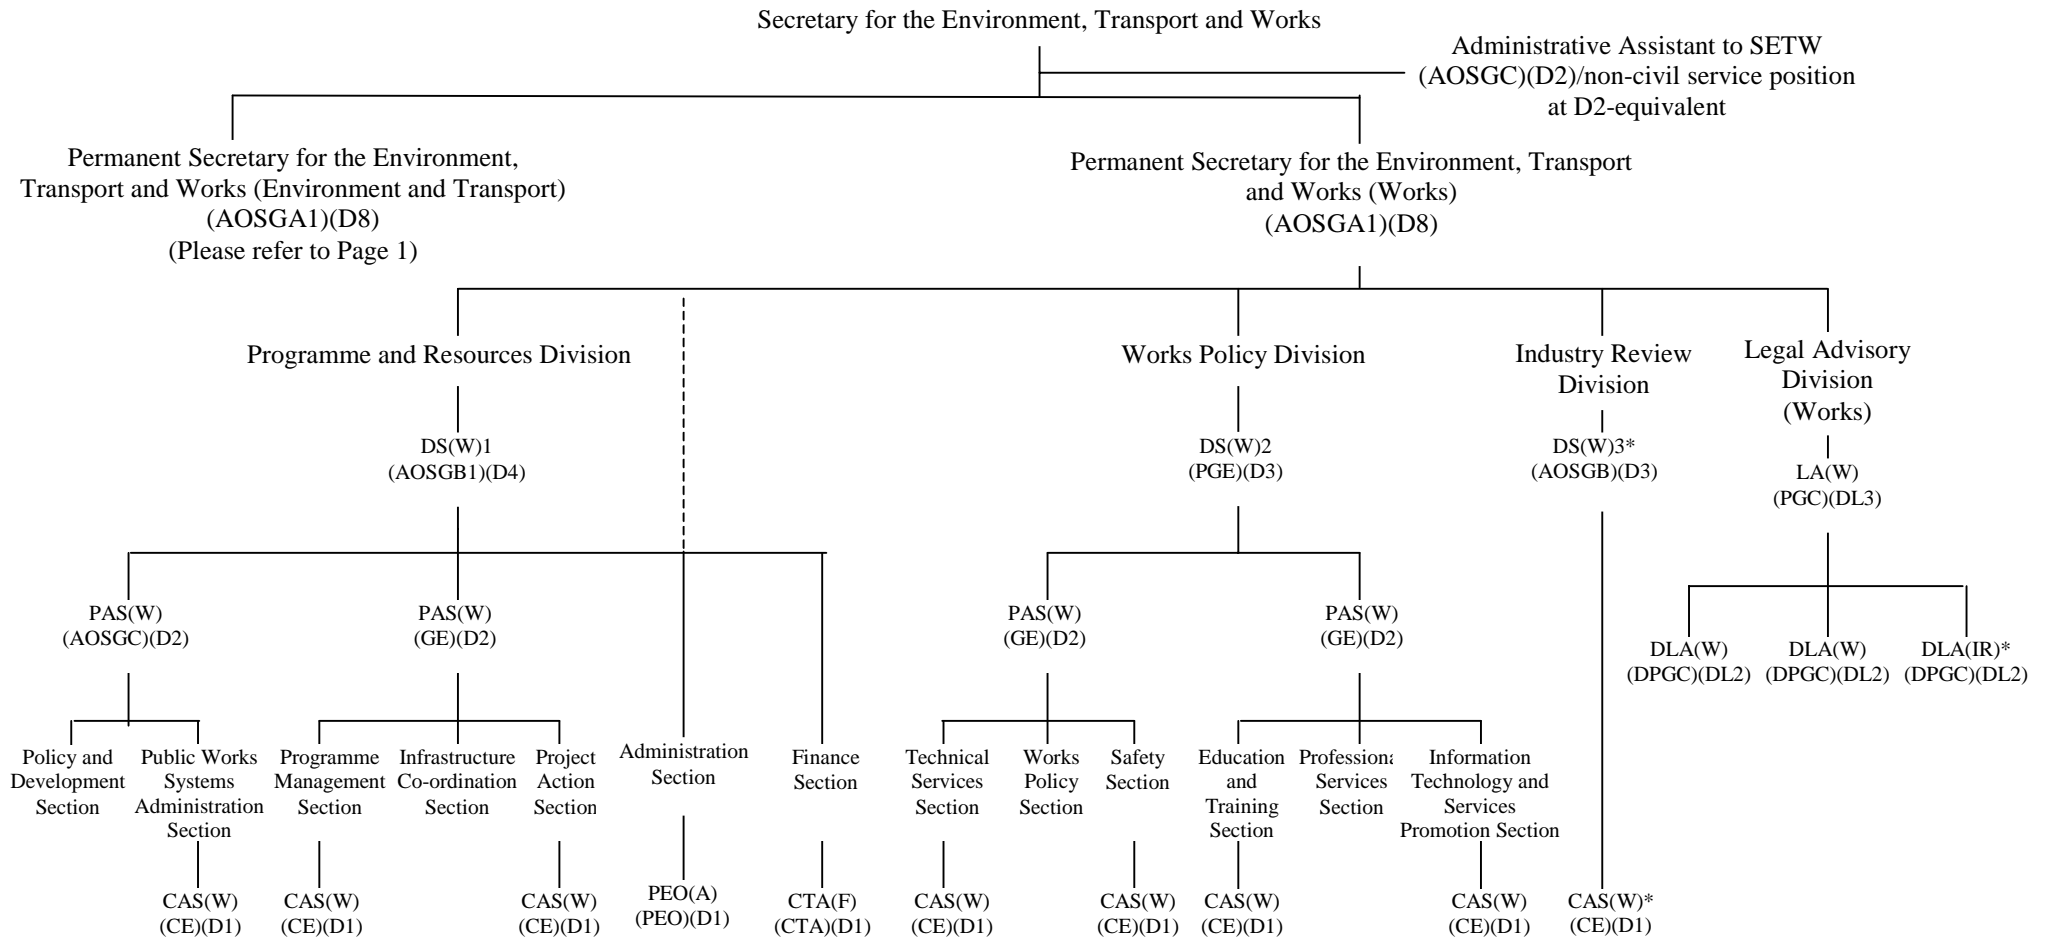 Secretary for the Environment, Transport and Works
Administrative Assistant to SETW
(AOSGC)(D2)/non-civil service position
at D2-equivalent
Permanent Secretary for the Environment,
Transport and Works (Environment and Transport)
(AOSGA1)(D8)
(Please refer to Page 1)
Permanent Secretary for the Environment, Transport
and Works (Works)
(AOSGA1)(D8)
Programme and Resources Division
Works Policy Division
Industry Review
Division
Legal Advisory
Division
(Works)
DS(W)1
(AOSGB1)(D4)
DS(W)2
(PGE)(D3)
DS(W)3*
(AOSGB)(D3)
LA(W)
(PGC)(DL3)
PAS(W)
(AOSGC)(D2)
PAS(W)
(GE)(D2)
PAS(W)
(GE)(D2)
PAS(W)
(GE)(D2)
DLA(W)
(DPGC)(DL2)
DLA(W)
(DPGC)(DL2)
DLA(IR)*
(DPGC)(DL2)
Policy and
Development
Section
Public Works
Systems
Administration
Section
Programme
Management
Section
Infrastructure
Co-ordination
Section
Project
Action
Section
Administration
Section
Finance
Section
Technical
Services
Section
Works
Policy
Section
Safety
Section
Education
and
Training
Section
Professiona
Services
Section
Information
Technology and
Services
Promotion Section
CAS(W)
(CE)(D1)
CAS(W)
(CE)(D1)
CAS(W)
(CE)(D1)
PEO(A)
(PEO)(D1)
CTA(F)
(CTA)(D1)
CAS(W)
(CE)(D1)
CAS(W)
(CE)(D1)
CAS(W)
(CE)(D1)
CAS(W)
(CE)(D1)
CAS(W)*
(CE)(D1)